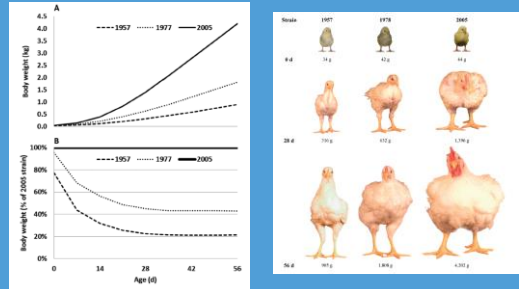 A
4.5
4.0
3.5
3.0
2.5
2.0
1.5
1.0
0.5
0.0
Body weight (kg)
1957 1977 2005
B
100%
80%
60%
40%
20%
0%
Body weight (% of 2005 strain)
1957 1977 2005
0 14 28 42 56
Age (d)
Strain 1957 1978 2005
0 d
34 g 42 g 44 g
28 d
316 g 632 g 1,396 g
56 d
905 g 1,808 g 4,202 g